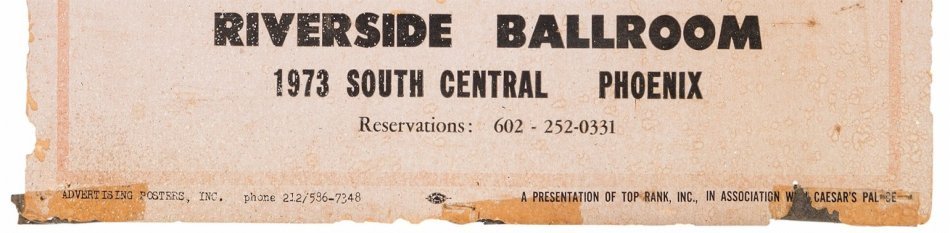 RIVERSIDE BALLROOM
1973 SOUTH CENTRAL PHOENIX
Reservations: 602 - 252-0331
ADVERTISING POSTERS, INC. phone 212/586-7348
A PRESENTATION OF TOP RANK, INC., IN ASSOCIATION CAESAR'S